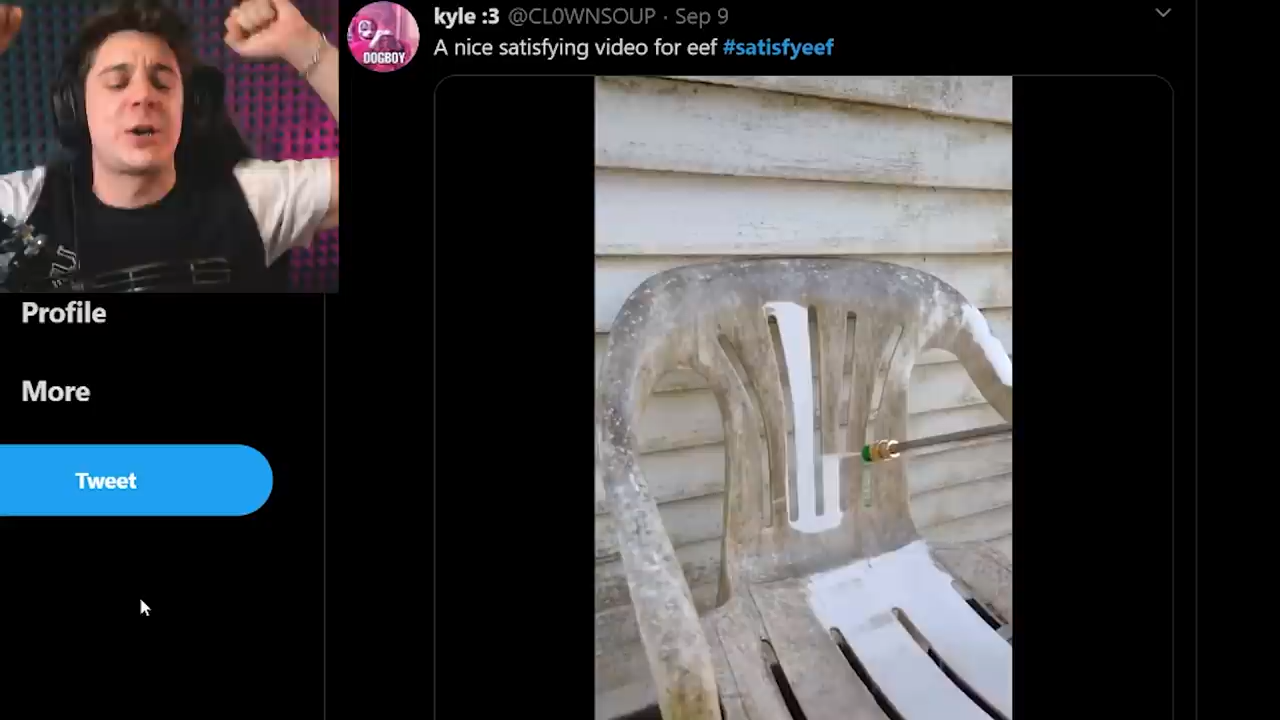 kyle :3 @CL0WNSOUP · Sep 9
A nice satisfying video for eef #satisfyeef
DOGBOY
Profile
More
Tweet